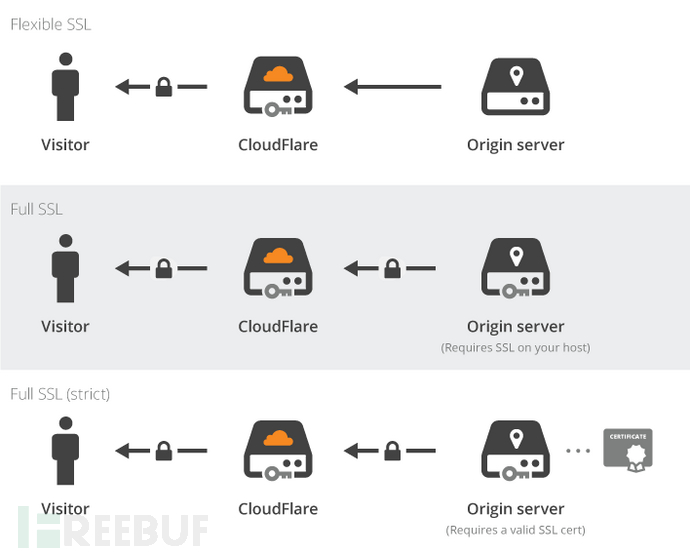 Flexible SSL
Visitor
CloudFlare
Origin server
Full SSL
Visitor
CloudFlare
Origin server
(Requires SSL on your host)
Full SSL (strict)
CERTIFICATE
Visitor
CloudFlare
Origin server
(Requires a valid SSL cert)
FREEBUF